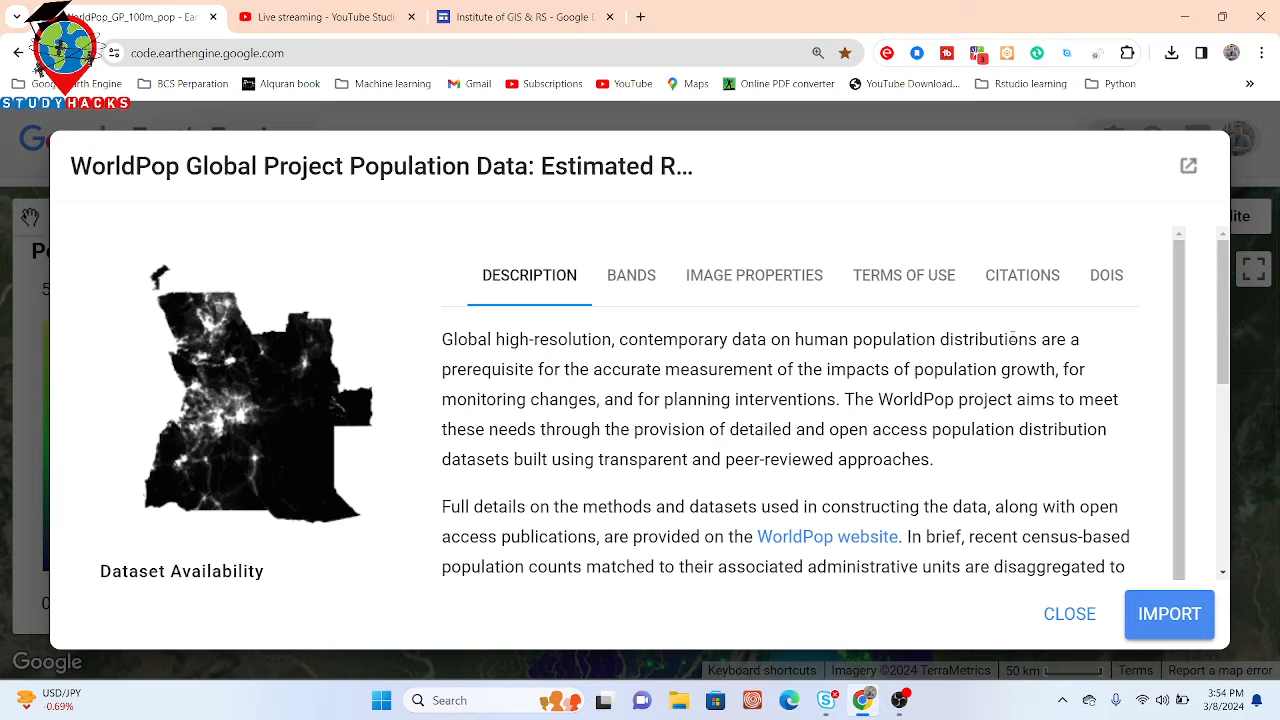 orldPop_GP_100m_pop - Ea
Live streaming - YouTube Studi
Institute of GIS & RS - Google E
code.earthengine.google.com
STUDYHACKS
Google Earth Engine
BCS Perparation
Alquran book
Machine learning
Gmail
Subscriptions
YouTube
Maps
Online PDF converter
YouTube Download...
Rstudio learning
Python
WorldPop Global Project Population Data: Estimated R...
DESCRIPTION
BANDS
IMAGE PROPERTIES
TERMS OF USE
CITATIONS
DOIS
Global high-resolution, contemporary data on human population distributions are a
prerequisite for the accurate measurement of the impacts of population growth, for
monitoring changes, and for planning interventions. The WorldPop project aims to meet
these needs through the provision of detailed and open access population distribution
datasets built using transparent and peer-reviewed approaches.
Full details on the methods and datasets used in constructing the data, along with open
access publications, are provided on the WorldPop website. In brief, recent census-based
population counts matched to their associated administrative units are disaggregated to
Dataset Availability
CLOSE
IMPORT
Google
Keyboard shortcuts
Imagery ©2024 TerraMetrics
50 km
Terms
Report a map error
USD/JPY
-0.69%
Search
3:54 PM
3/8/2024